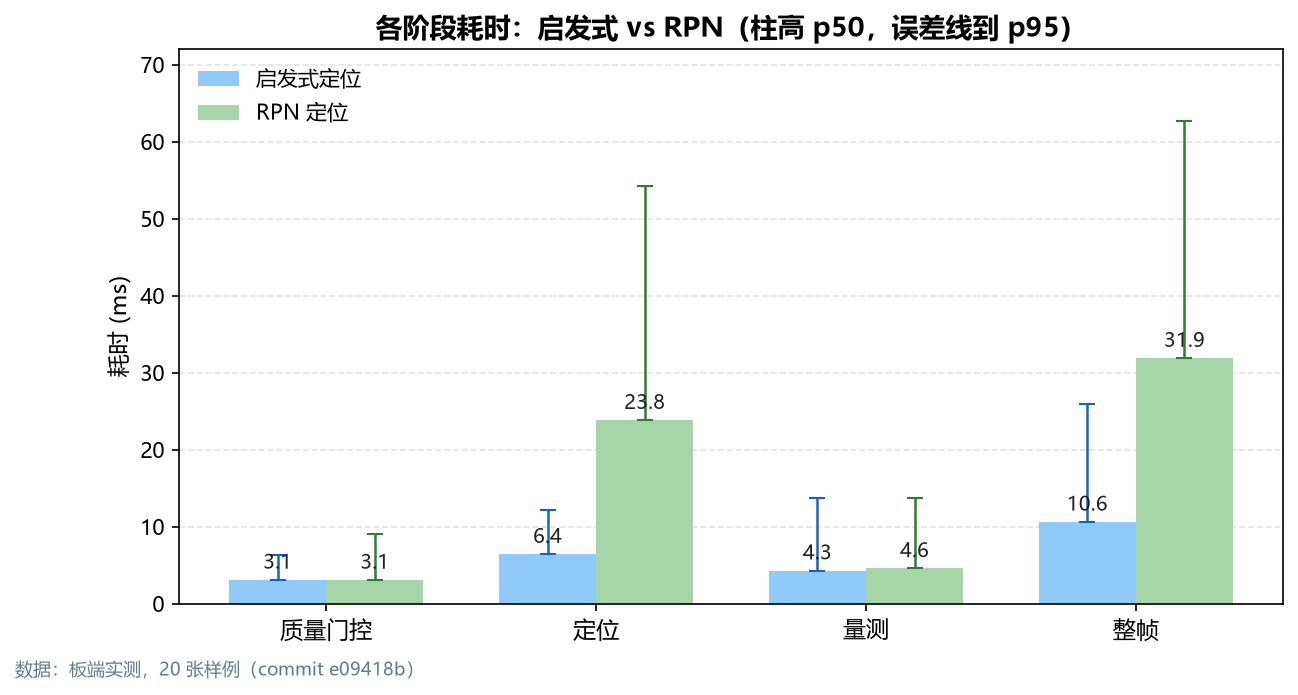 各阶段耗时：启发式 vs RPN（柱高 p50，误差线到 p95）
启发式定位
RPN 定位
耗时 (ms)
70
60
50
40
30
20
10
0
3.1
3.1
6.4
23.8
4.3
4.6
10.6
31.9
质量门控
定位
量测
整帧
数据：板端实测，20 张样例（commit e09418b）